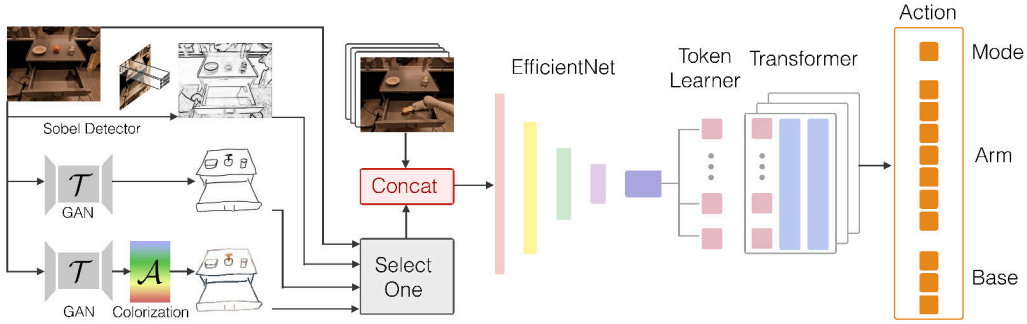 Sobel Detector
T
GAN
T
GAN
A
Colorization
Concat
Select
One
EfficientNet
Token
Learner
Transformer
Action
Mode
Arm
Base